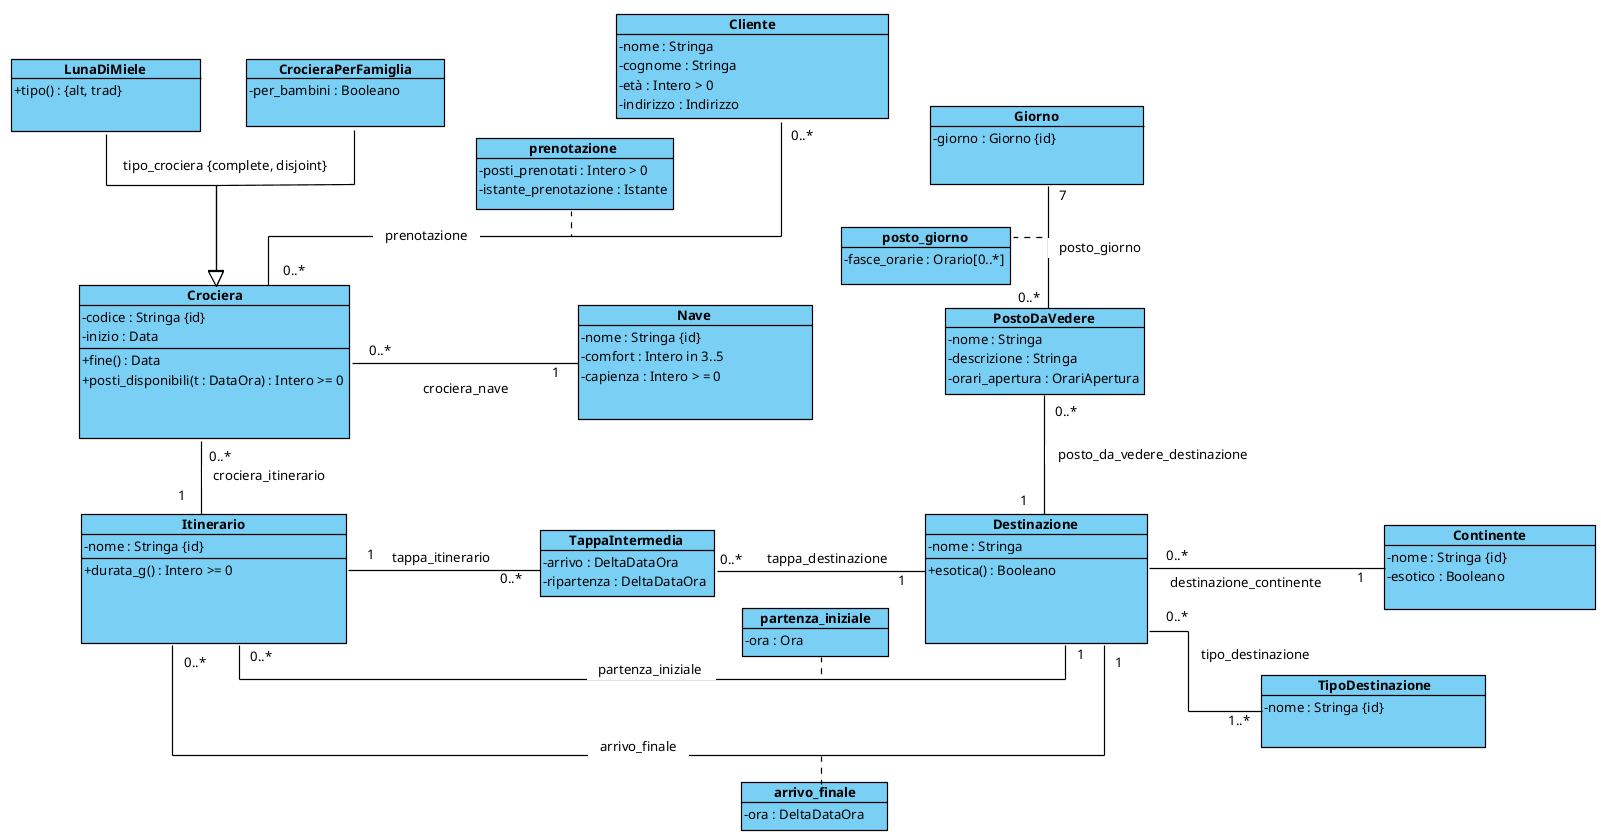 Cliente
-nome : Stringa
-cognome : Stringa
-età : Intero > 0
-indirizzo : Indirizzo
LunaDiMiele
+tipo() : {alt, trad}
CrocieraPerFamiglia
-per_bambini : Booleano
Giorno
-giorno : Giorno {id}
tipo_crociera {complete, disjoint}
prenotazione
-posti_prenotati : Intero > 0
-istante_prenotazione : Istante
0..*
prenotazione
0..*
7
posto_giorno
-fasce_orarie : Orario[0..*]
posto_giorno
0..*
Crociera
-codice : Stringa {id}
-inizio : Data
+fine() : Data
+posti_disponibili(t : DataOra) : Intero >= 0
0..*
crociera_nave
1
Nave
-nome : Stringa {id}
-comfort : Intero in 3..5
-capienza : Intero > = 0
PostoDaVedere
-nome : Stringa
-descrizione : Stringa
-orari_apertura : OrariApertura
0..*
posto_da_vedere_destinazione
1
0..*
crociera_itinerario
1
Itinerario
-nome : Stringa {id}
+durata_g() : Intero >= 0
1
tappa_itinerario
0..*
TappaIntermedia
-arrivo : DeltaDataOra
-ripartenza : DeltaDataOra
0..*
tappa_destinazione
1
Destinazione
-nome : Stringa
+esotica() : Booleano
0..*
destinazione_continente
1
Continente
-nome : Stringa {id}
-esotico : Booleano
0..*
tipo_destinazione
1..*
TipoDestinazione
-nome : Stringa {id}
partenza_iniziale
-ora : Ora
0..*
0..*
partenza_iniziale
1
1
arrivo_finale
arrivo_finale
-ora : DeltaDataOra